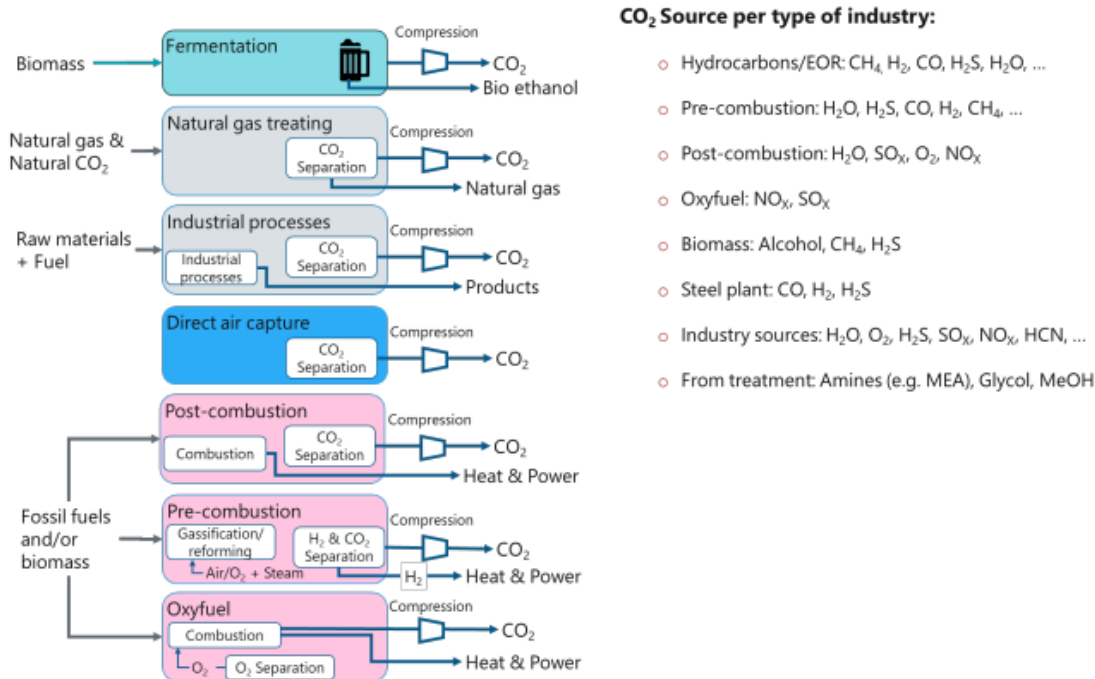 Fermentation
Compression
Biomass
CO₂
Bio ethanol
Natural gas treating
Compression
Natural gas &
Natural CO₂
CO₂
Separation
CO₂
Natural gas
Industrial processes
Compression
Raw materials
+ Fuel
Industrial
processes
CO₂
Separation
CO₂
Products
Direct air capture
Compression
CO₂
Separation
CO₂
Post-combustion
Compression
Combustion
CO₂
Separation
CO₂
Heat & Power
Fossil fuels
and/or
biomass
Pre-combustion
Compression
Gassification/
reforming
H₂ & CO₂
Separation
CO₂
Air/O₂ + Steam
H₂
Heat & Power
Oxyfuel
Compression
Combustion
CO₂
O₂
O₂ Separation
Heat & Power
CO₂ Source per type of industry:
Hydrocarbons/EOR: CH₄, H₂, CO, H₂S, H₂O, ...
Pre-combustion: H₂O, H₂S, CO, H₂, CH₄, ...
Post-combustion: H₂O, SOₓ, O₂, NOₓ
Oxyfuel: NOₓ, SOₓ
Biomass: Alcohol, CH₄, H₂S
Steel plant: CO, H₂, H₂S
Industry sources: H₂O, O₂, H₂S, SOₓ, NOₓ, HCN, ...
From treatment: Amines (e.g. MEA), Glycol, MeOH